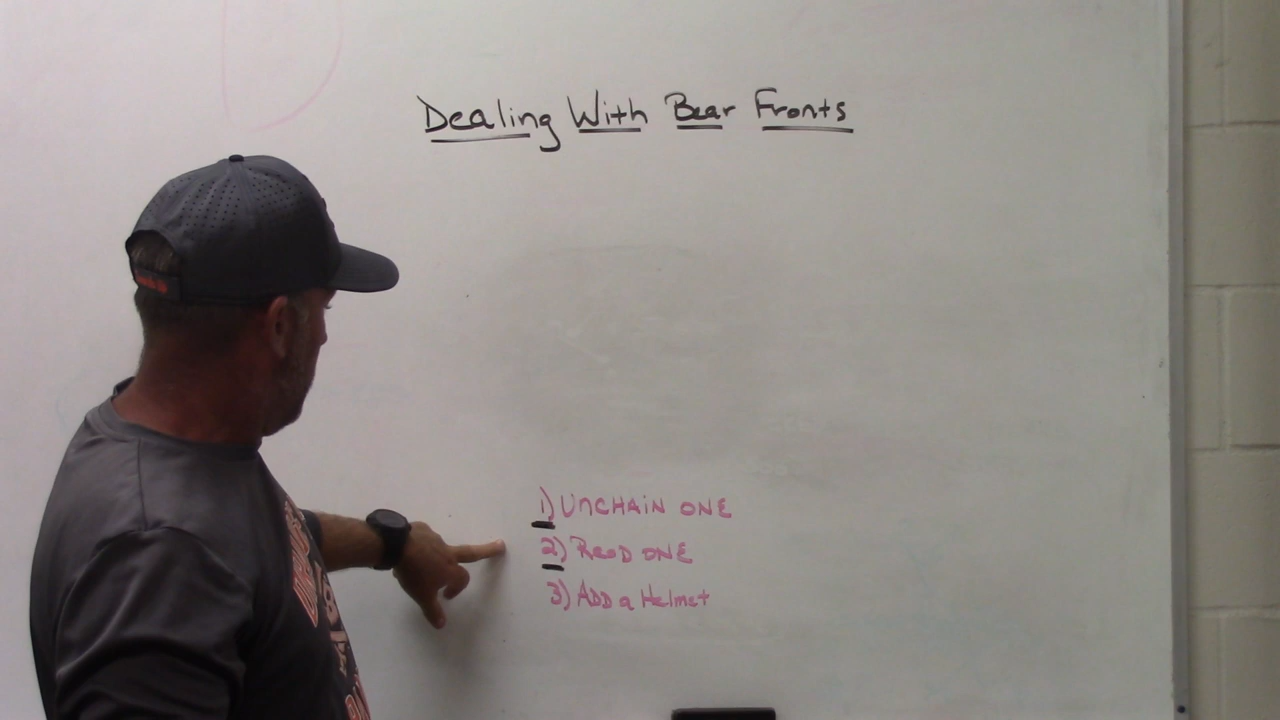 Dealing With Bear Fronts
1) UnCHAiN ONE
2) ReaD ONE
3) ADD a Helmet